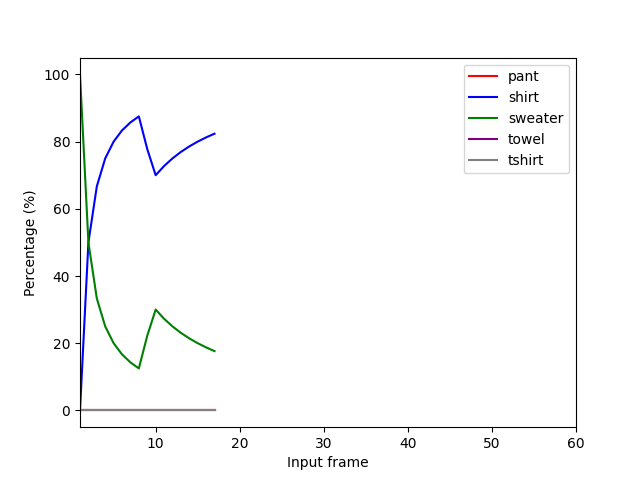 100
80
60
40
20
0
Percentage (%)
10 20 30 40 50 60
Input frame
pant
shirt
sweater
towel
tshirt